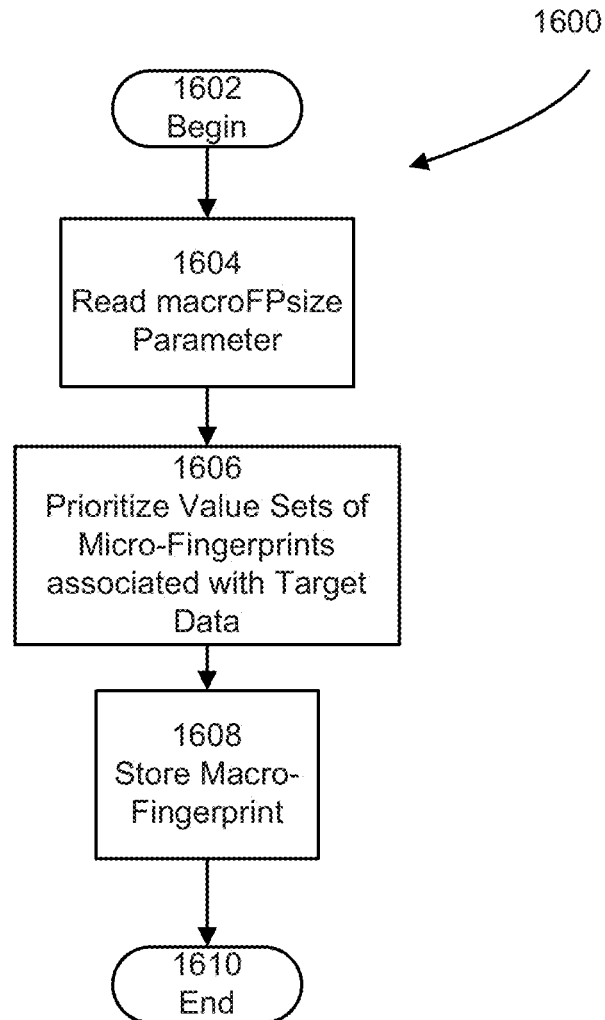 1600
1602
Begin
1604
Read macroFPsize
Parameter
1606
Prioritize Value Sets of
Micro-Fingerprints
associated with Target
Data
1608
Store Macro-
Fingerprint
1610
End